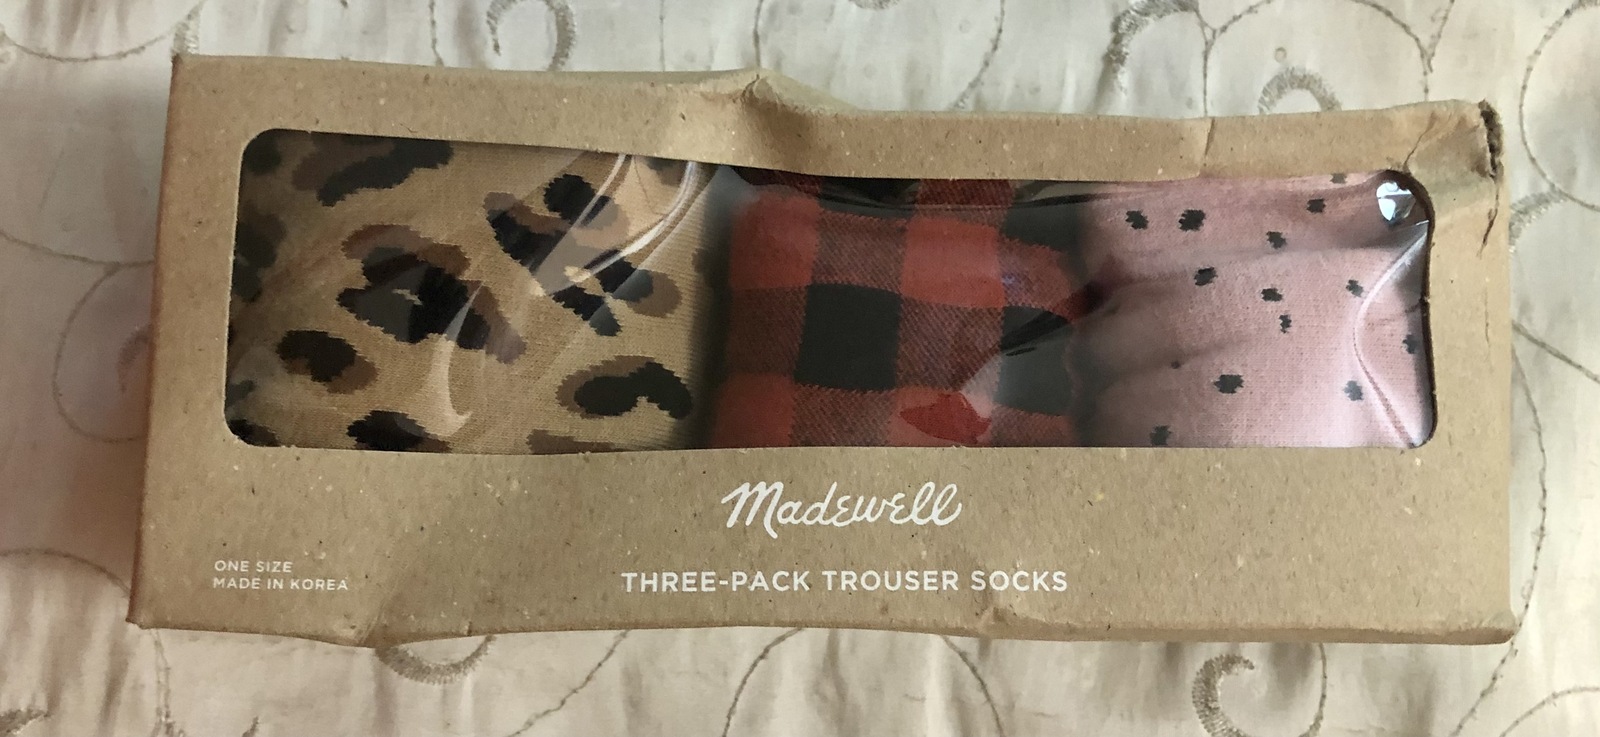 Madewell
THREE-PACK TROUSER SOCKS
ONE SIZE
MADE IN KOREA